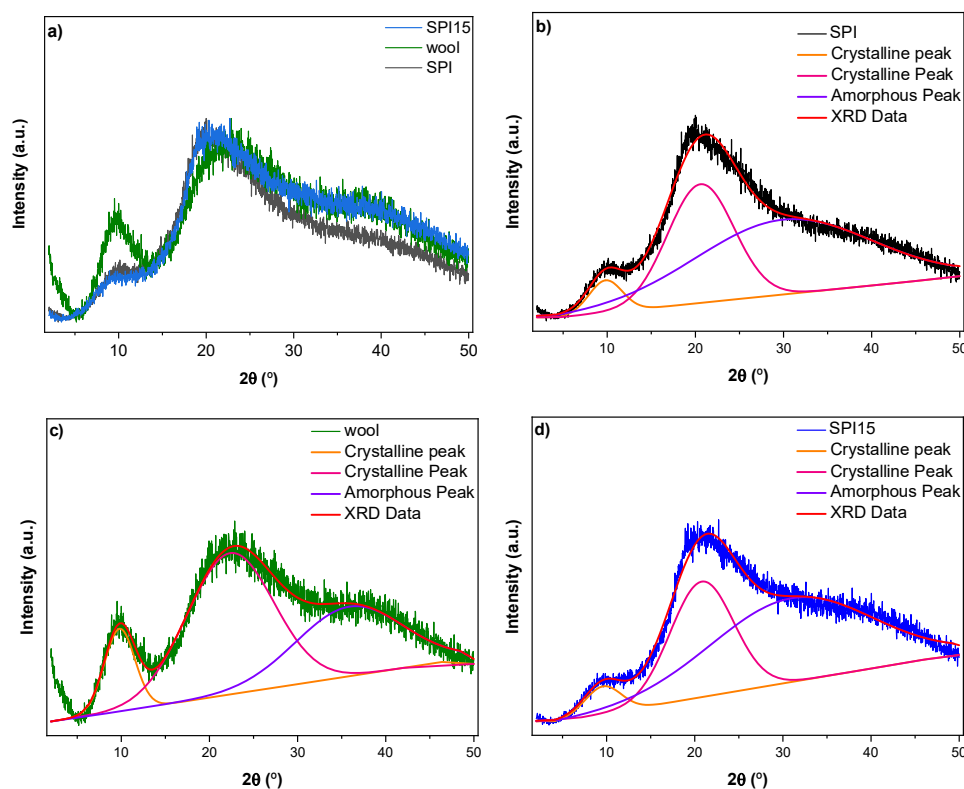 a)
SPI15
wool
SPI
Intensity (a.u.)
10 20 30 40 50
2θ (º)
b)
SPI
Crystalline peak
Crystalline Peak
Amorphous Peak
XRD Data
Intensity (a.u.)
10 20 30 40 50
2θ (º)
c)
wool
Crystalline peak
Crystalline Peak
Amorphous Peak
XRD Data
Intensity (a.u.)
10 20 30 40 50
2θ (º)
d)
SPI15
Crystalline peak
Crystalline Peak
Amorphous Peak
XRD Data
Intensity (a.u.)
10 20 30 40 50
2θ (º)